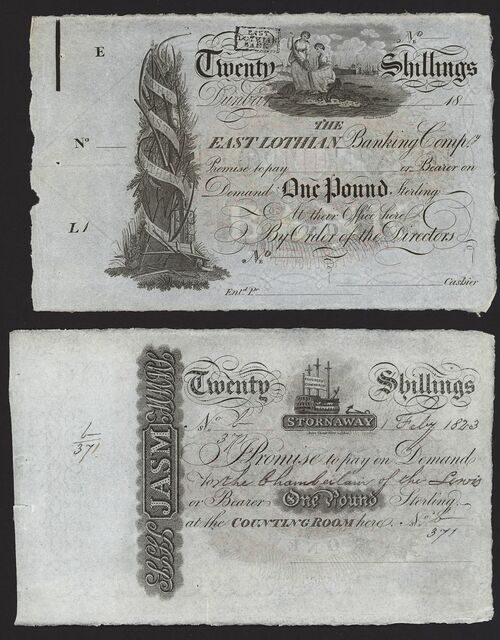 E
EAST
LOTHIAN
BANK
No
Twenty Shillings
Dunbar 18
THE
No
EAST LOTHIAN Banking Compy
Promise to pay or Bearer on
Demand One Pound Sterling
At their Office here
L1
By Order of the Directors
No
Cashier
Entd. Pr.
Twenty Shillings
STORNAWAY
No b/371 1 Feby 1823
b/371
I Promise to pay on Demand
to the Chamberlain of the Lewis
or Bearer One Pound Sterling
JASM
at the COUNTING ROOM here. No b/371